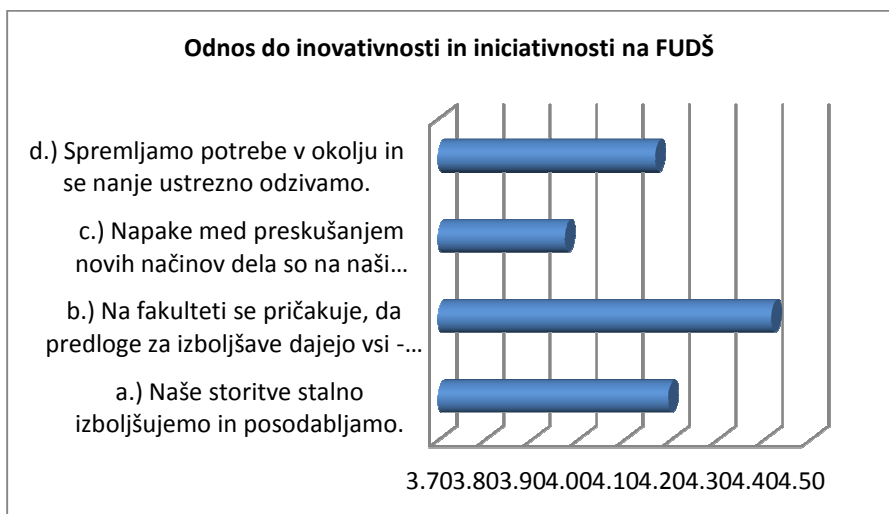 Odnos do inovativnosti in iniciativnosti na FUDŠ
d.) Spremljamo potrebe v okolju in
se nanje ustrezno odzivamo.
c.) Napake med preskušanjem
novih načinov dela so na naši...
b.) Na fakulteti se pričakuje, da
predloge za izboljšave dajejo vsi -...
a.) Naše storitve stalno
izboljšujemo in posodabljamo.
3.703.803.904.004.104.204.304.404.50